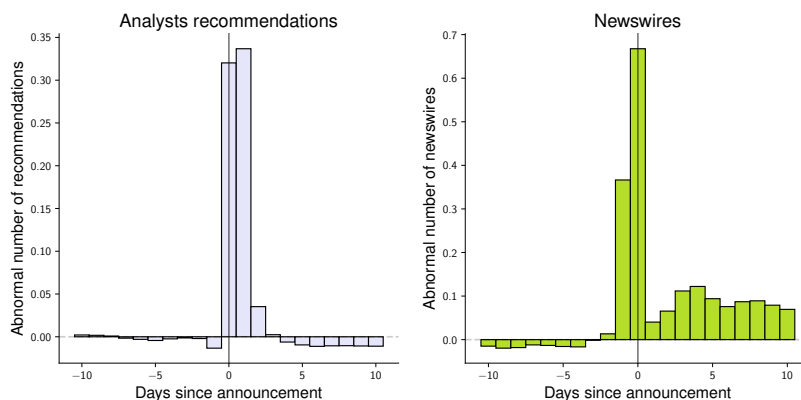 Analysts recommendations
Abnormal number of recommendations
0.35
0.30
0.25
0.20
0.15
0.10
0.05
0.00
−10 −5 0 5 10
Days since announcement
Newswires
Abnormal number of newswires
0.7
0.6
0.5
0.4
0.3
0.2
0.1
0.0
−10 −5 0 5 10
Days since announcement